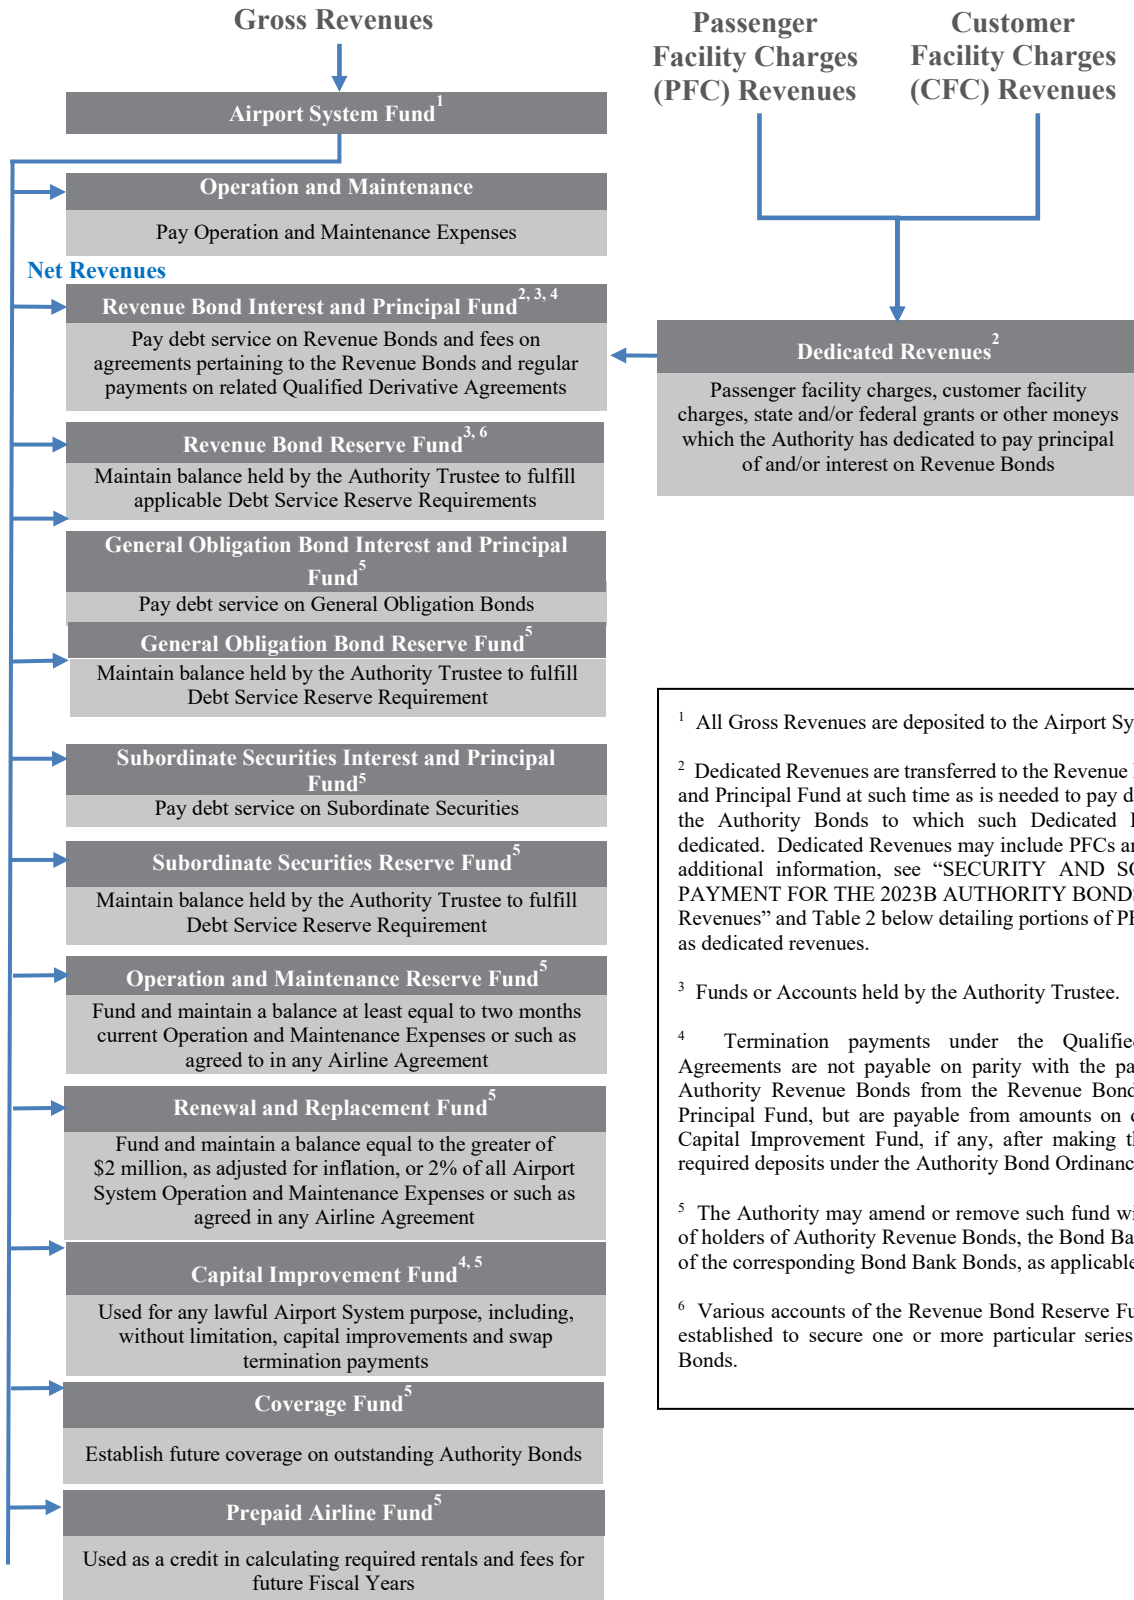 Gross Revenues
Passenger
Facility Charges
(PFC) Revenues
Customer
Facility Charges
(CFC) Revenues
Airport System Fund1
Operation and Maintenance
Pay Operation and Maintenance Expenses
Net Revenues
Revenue Bond Interest and Principal Fund2, 3, 4
Pay debt service on Revenue Bonds and fees on
agreements pertaining to the Revenue Bonds and regular
payments on related Qualified Derivative Agreements
Dedicated Revenues2
Passenger facility charges, customer facility
charges, state and/or federal grants or other moneys
which the Authority has dedicated to pay principal
of and/or interest on Revenue Bonds
Revenue Bond Reserve Fund3, 6
Maintain balance held by the Authority Trustee to fulfill
applicable Debt Service Reserve Requirements
General Obligation Bond Interest and Principal
Fund5
Pay debt service on General Obligation Bonds
General Obligation Bond Reserve Fund5
Maintain balance held by the Authority Trustee to fulfill
Debt Service Reserve Requirement
Subordinate Securities Interest and Principal
Fund5
Pay debt service on Subordinate Securities
Subordinate Securities Reserve Fund5
Maintain balance held by the Authority Trustee to fulfill
Debt Service Reserve Requirement
Operation and Maintenance Reserve Fund5
Fund and maintain a balance at least equal to two months
current Operation and Maintenance Expenses or such as
agreed to in any Airline Agreement
Renewal and Replacement Fund5
Fund and maintain a balance equal to the greater of
$2 million, as adjusted for inflation, or 2% of all Airport
System Operation and Maintenance Expenses or such as
agreed in any Airline Agreement
Capital Improvement Fund4, 5
Used for any lawful Airport System purpose, including,
without limitation, capital improvements and swap
termination payments
Coverage Fund5
Establish future coverage on outstanding Authority Bonds
Prepaid Airline Fund5
Used as a credit in calculating required rentals and fees for
future Fiscal Years
1 All Gross Revenues are deposited to the Airport Sy
2 Dedicated Revenues are transferred to the Revenue
and Principal Fund at such time as is needed to pay d
the Authority Bonds to which such Dedicated
dedicated. Dedicated Revenues may include PFCs a
additional information, see “SECURITY AND SO
PAYMENT FOR THE 2023B AUTHORITY BONDS
Revenues” and Table 2 below detailing portions of P
as dedicated revenues.
3 Funds or Accounts held by the Authority Trustee.
4 Termination payments under the Qualified
Agreements are not payable on parity with the pa
Authority Revenue Bonds from the Revenue Bond
Principal Fund, but are payable from amounts on
Capital Improvement Fund, if any, after making th
required deposits under the Authority Bond Ordinanc
5 The Authority may amend or remove such fund wi
of holders of Authority Revenue Bonds, the Bond Ba
of the corresponding Bond Bank Bonds, as applicable
6 Various accounts of the Revenue Bond Reserve Fu
established to secure one or more particular series
Bonds.